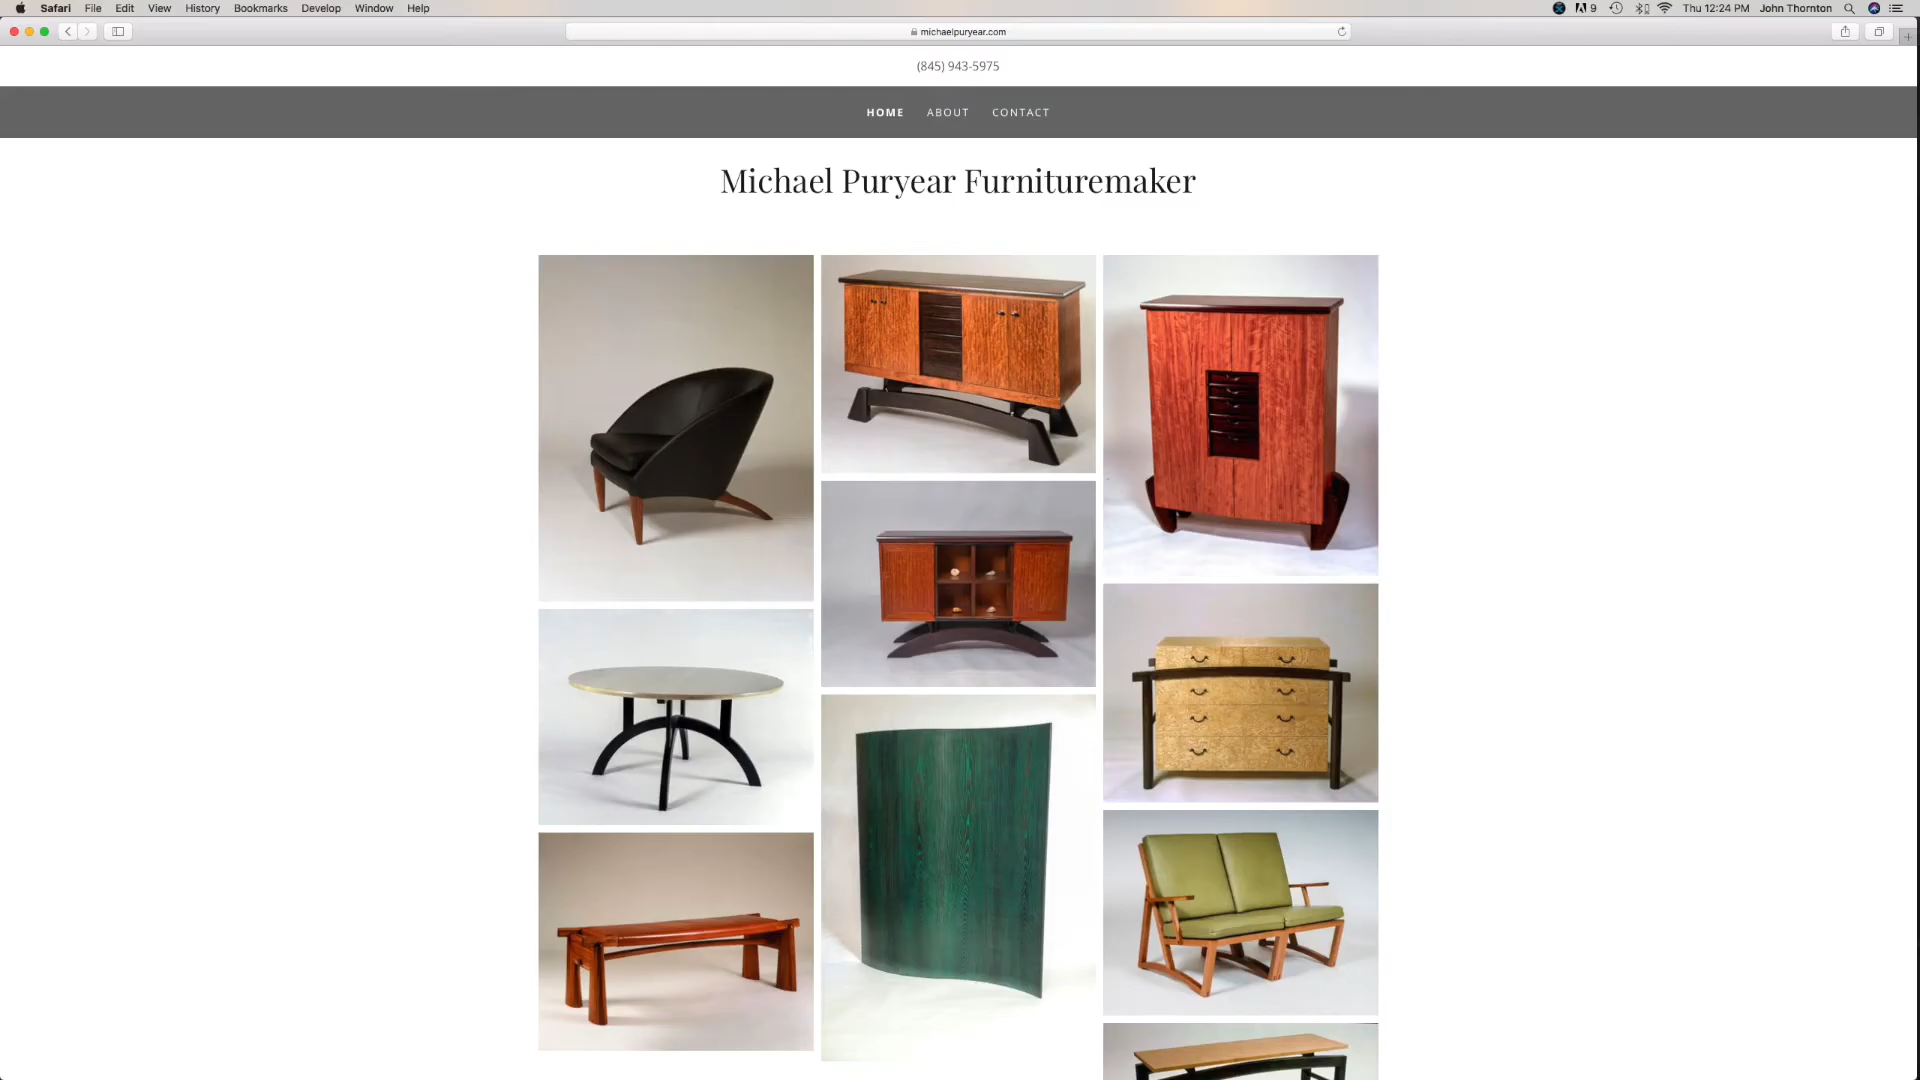 Safari File Edit View History Bookmarks Develop Window Help 9 Thu 12:24 PM John Thornton
michaelpuryear.com
(845) 943-5975
HOME ABOUT CONTACT
Michael Puryear Furnituremaker